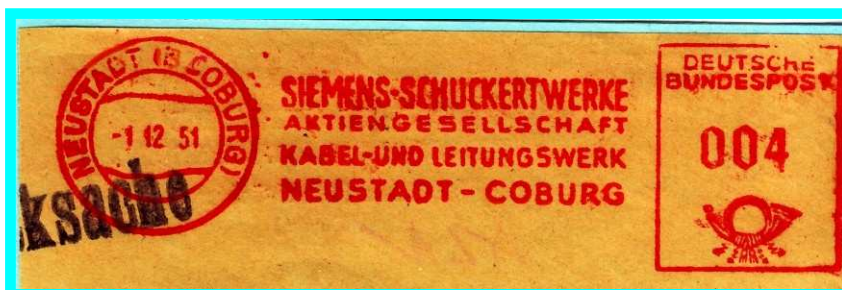 NEUSTADT (B COBURG)
-1 12 51
SIEMENS-SCHUCKERTWERKE
AKTIENGESELLSCHAFT
KABEL-UND LEITUNGSWERK
NEUSTADT - COBURG
DEUTSCHE
BUNDESPOST
004
ksache